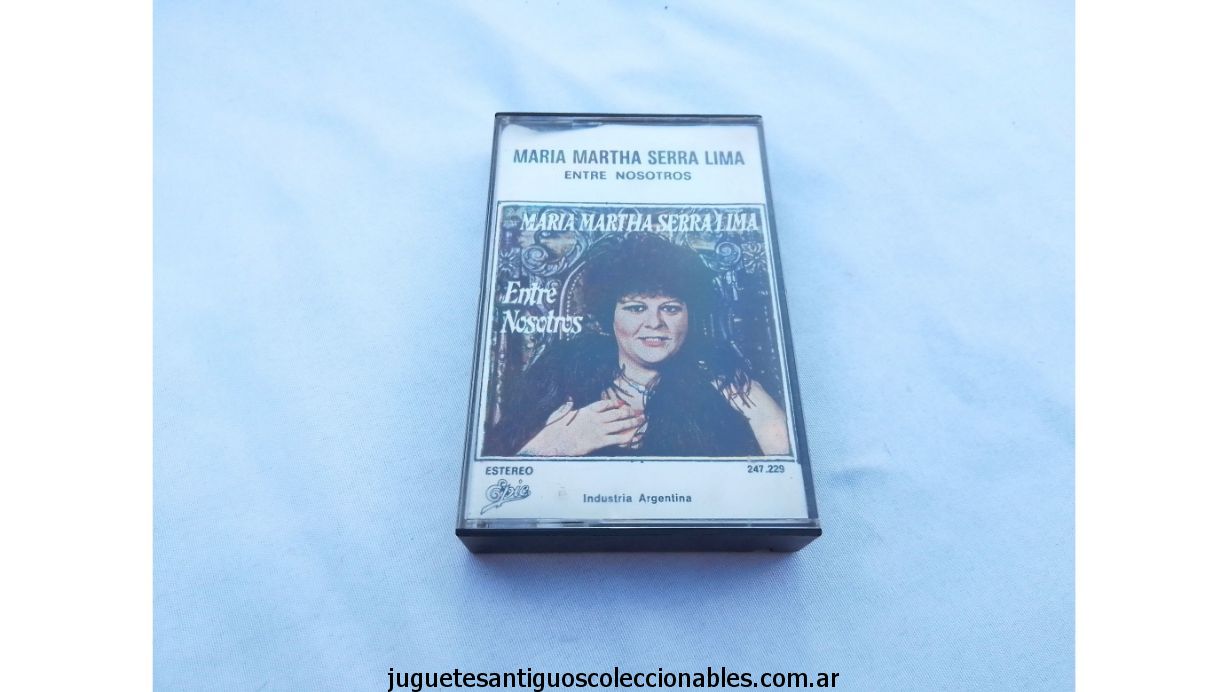 MARIA MARTHA SERRA LIMA
ENTRE NOSOTROS
MARIA MARTHA SERRA LIMA
Entre
Nosotros
ESTEREO
247.229
Epic
Industria Argentina
juguetesantiguoscoleccionables.com.ar